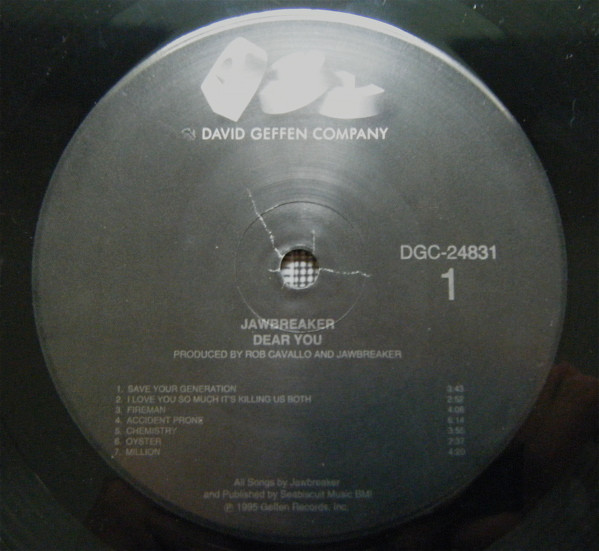 DAVID GEFFEN COMPANY
DGC-24831
1
JAWBREAKER
DEAR YOU
PRODUCED BY ROB CAVALLO AND JAWBREAKER
1. SAVE YOUR GENERATION 3:43
2. I LOVE YOU SO MUCH IT'S KILLING US BOTH 2:52
3. FIREMAN 4:06
4. ACCIDENT PRONE 6:14
5. CHEMISTRY 3:55
6. OYSTER 2:37
7. MILLION 4:20
All Songs by Jawbreaker
and Published by Seabiscuit Music BMI
℗ 1995 Geffen Records, Inc.